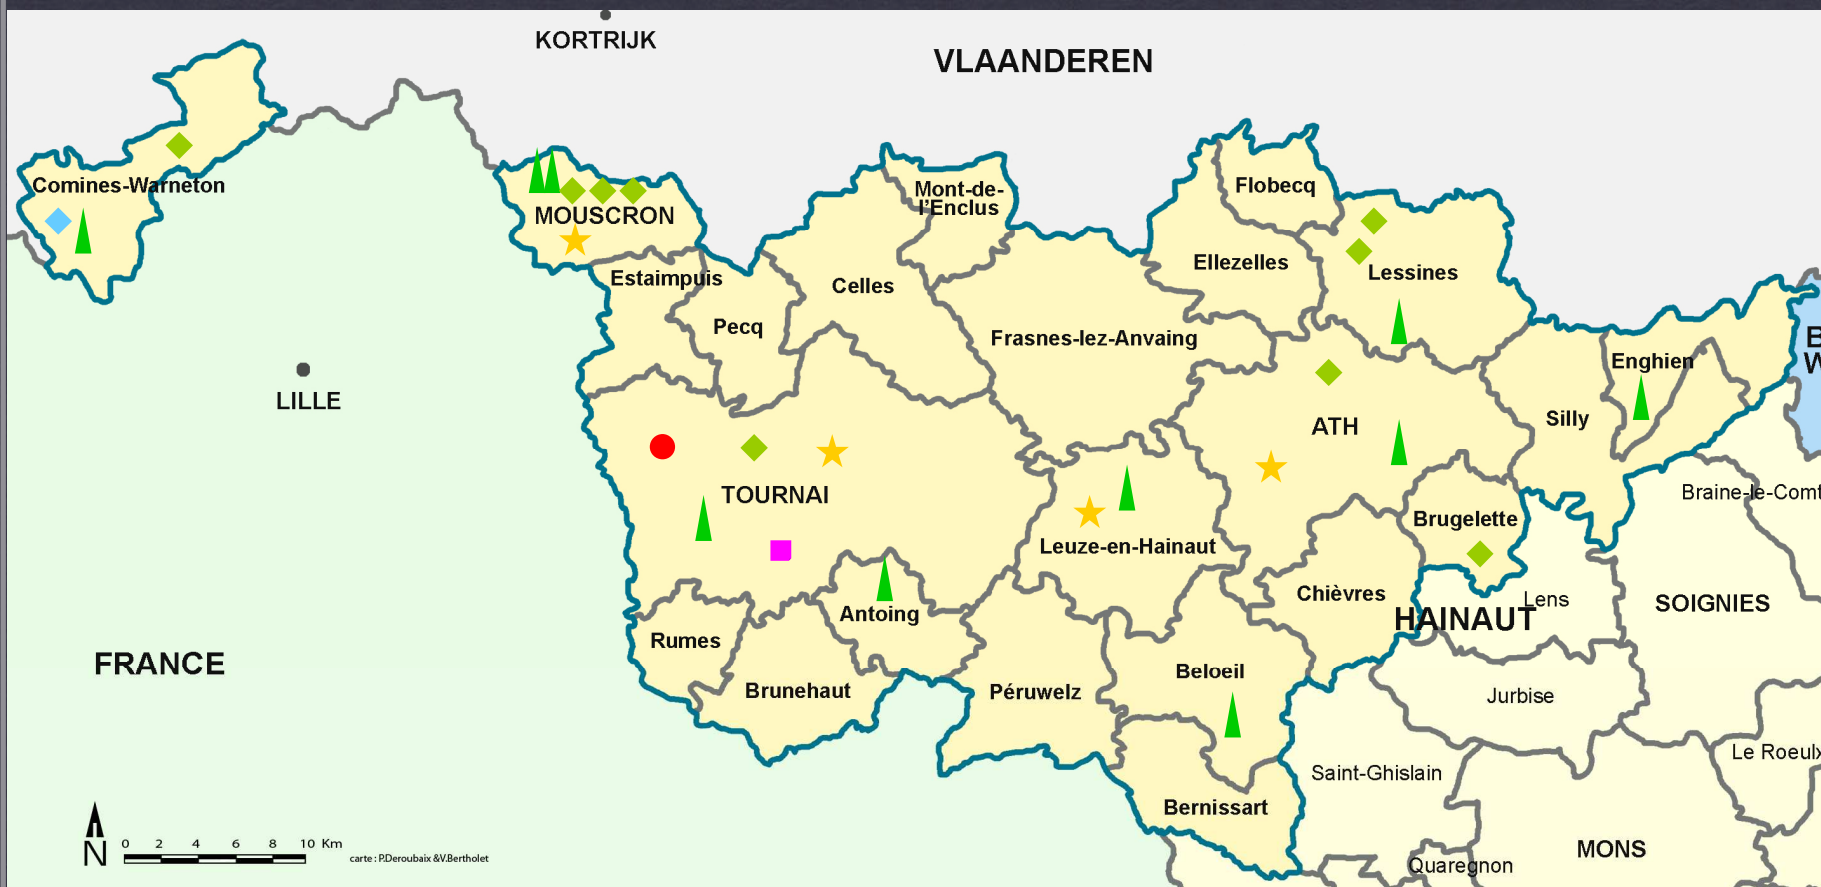 KORTRIJK
VLAANDEREN
Comines-Warneton
MOUSCRON
Mont-de-
l'Enclus
Flobecq
Estaimpuis
Celles
Ellezelles
Lessines
Pecq
Frasnes-lez-Anvaing
B
W
Enghien
LILLE
ATH
Silly
TOURNAI
Braine-le-Comt
Brugelette
Leuze-en-Hainaut
Chièvres
Lens
SOIGNIES
HAINAUT
Antoing
Rumes
FRANCE
Beloeil
Brunehaut
Péruwelz
Jurbise
Le Roeulx
Saint-Ghislain
Bernissart
N
0 2 4 6 8 10 Km
carte : P.Deroubaix &V.Bertholet
MONS
Quaregnon